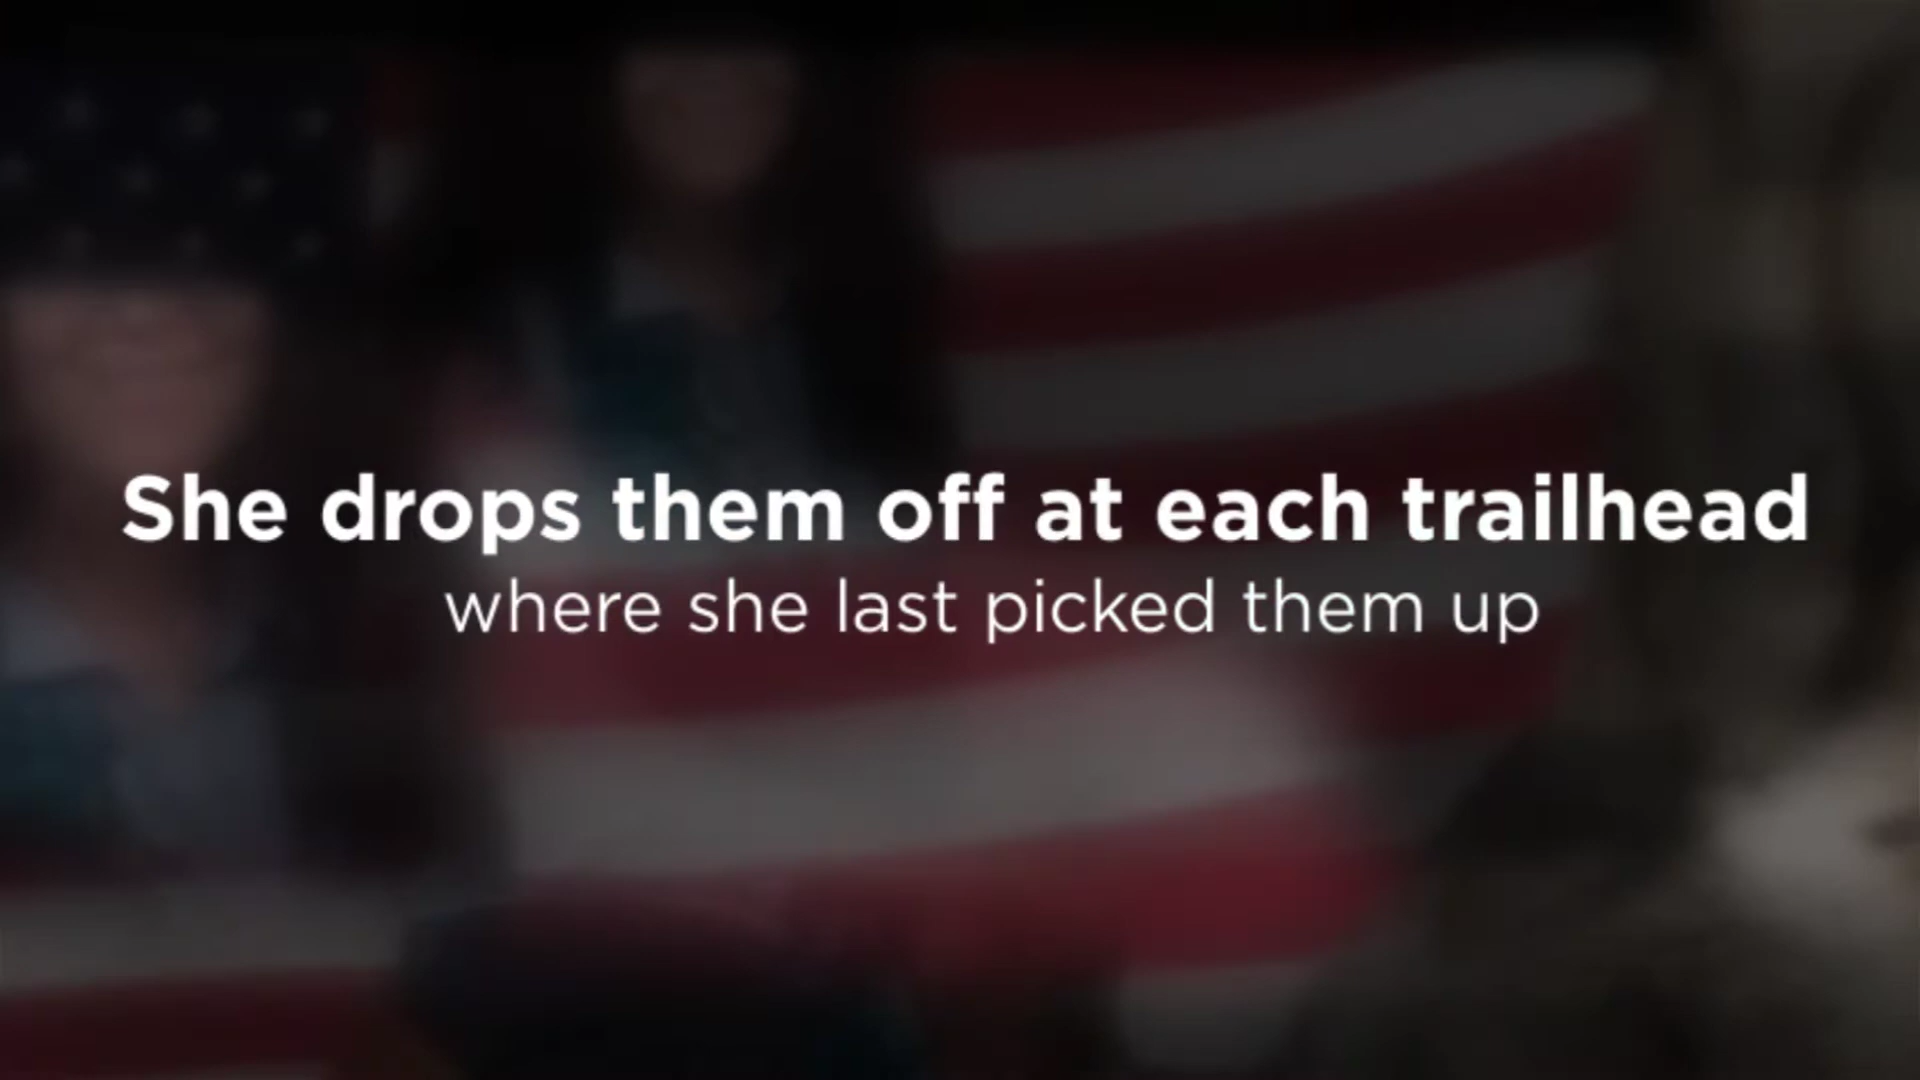 She drops them off at each trailhead
where she last picked them up